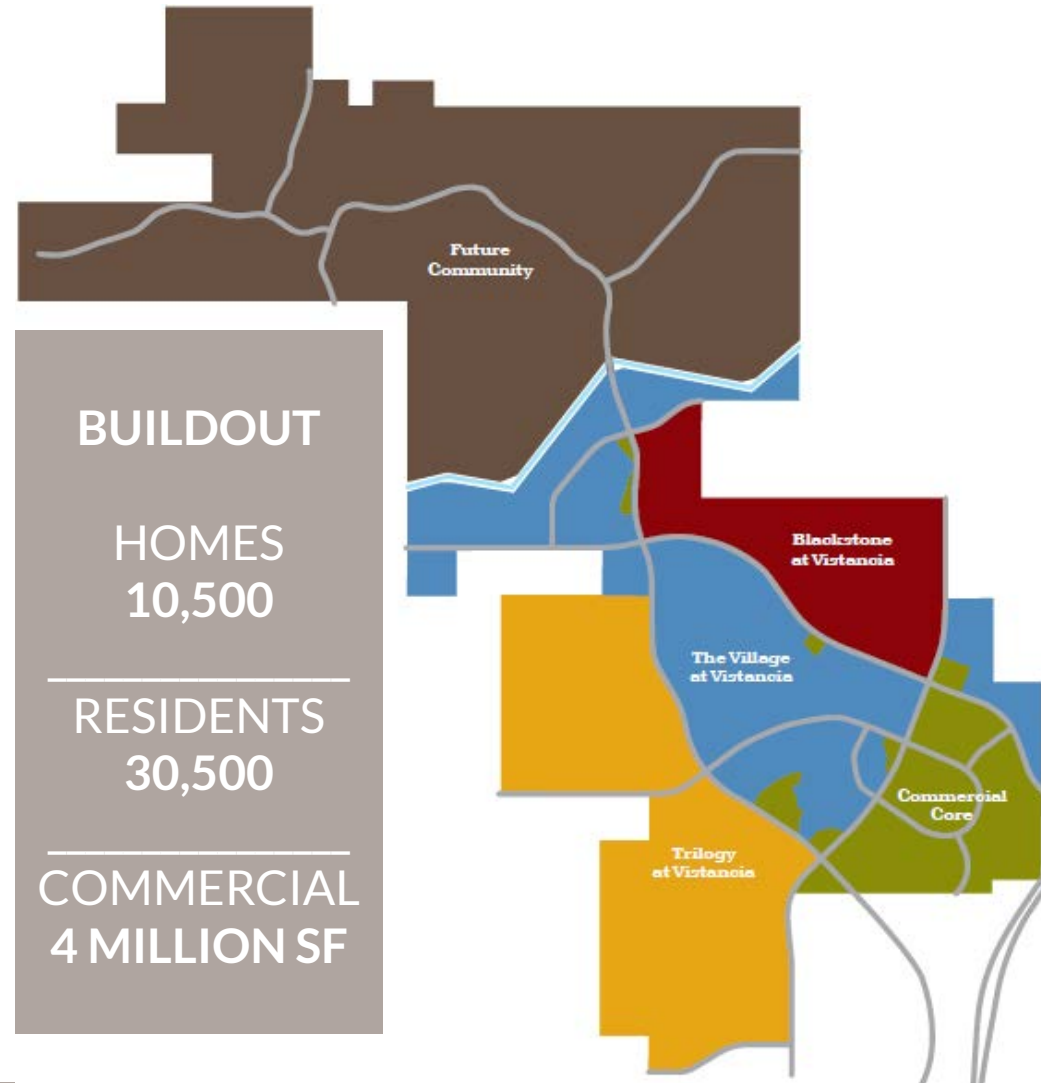 Future
Community
BUILDOUT
HOMES
10,500
RESIDENTS
30,500
COMMERCIAL
4 MILLION SF
Blackstone
at Vistancia
The Village
at Vistancia
Commercial
Core
Trilogy
at Vistancia